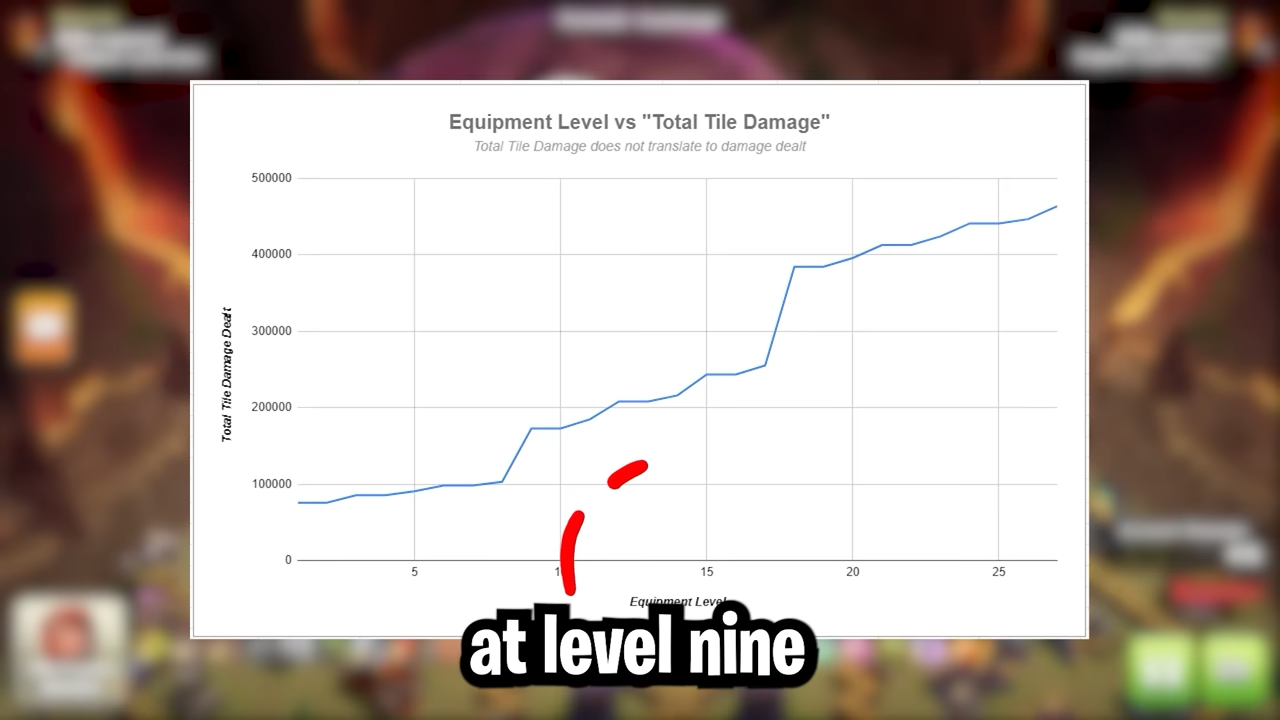 Equipment Level vs "Total Tile Damage"
Total Tile Damage does not translate to damage dealt
500000
400000
300000
200000
100000
0
Total Tile Damage Dealt
5
15
20
25
Equipment Level
at level nine